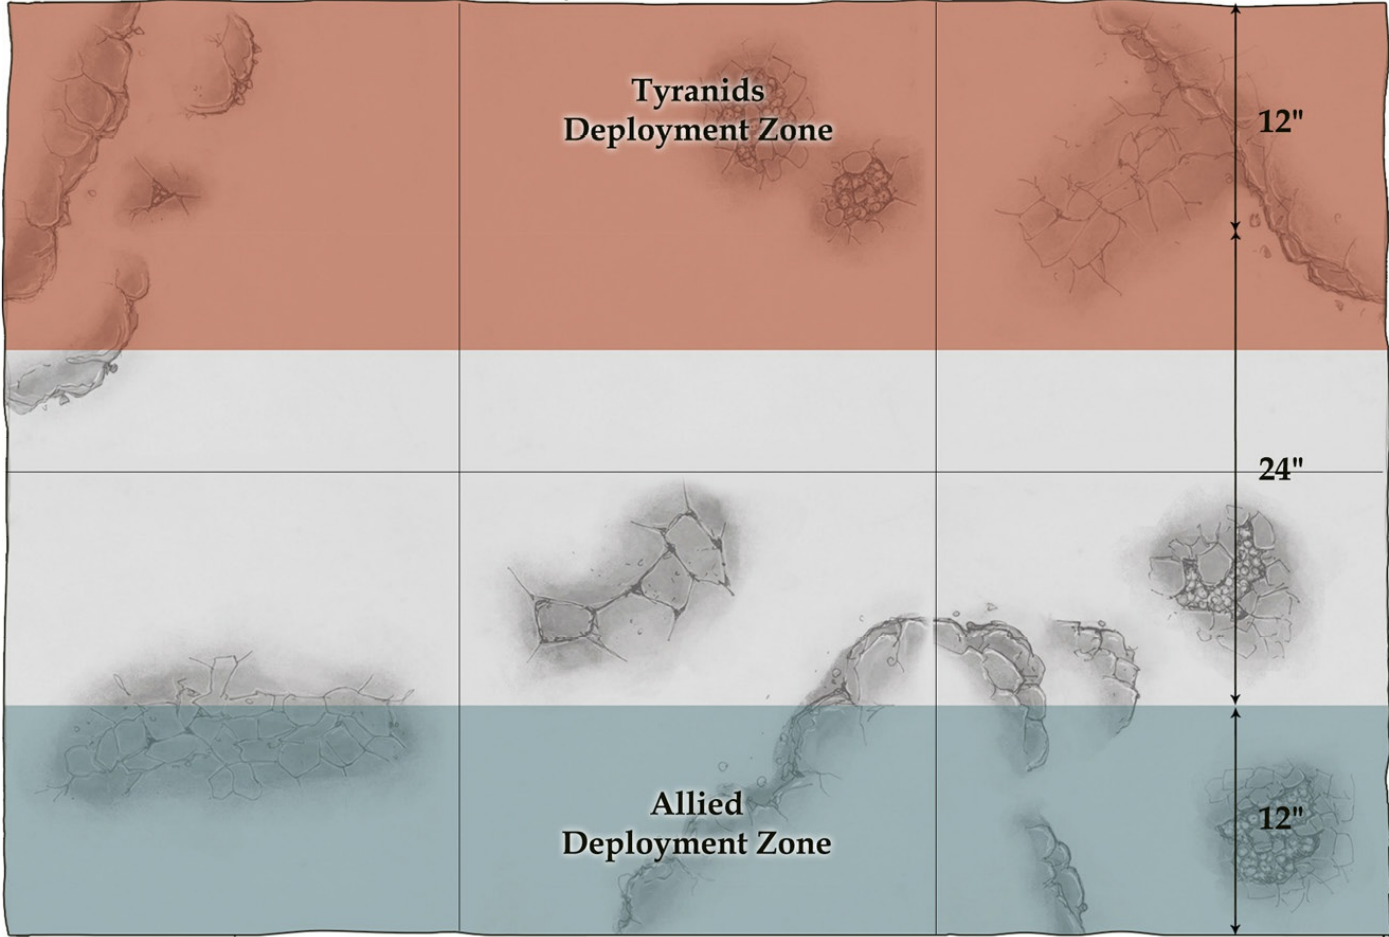 Tyranids
Deployment Zone
12"
24"
Allied
Deployment Zone
12"